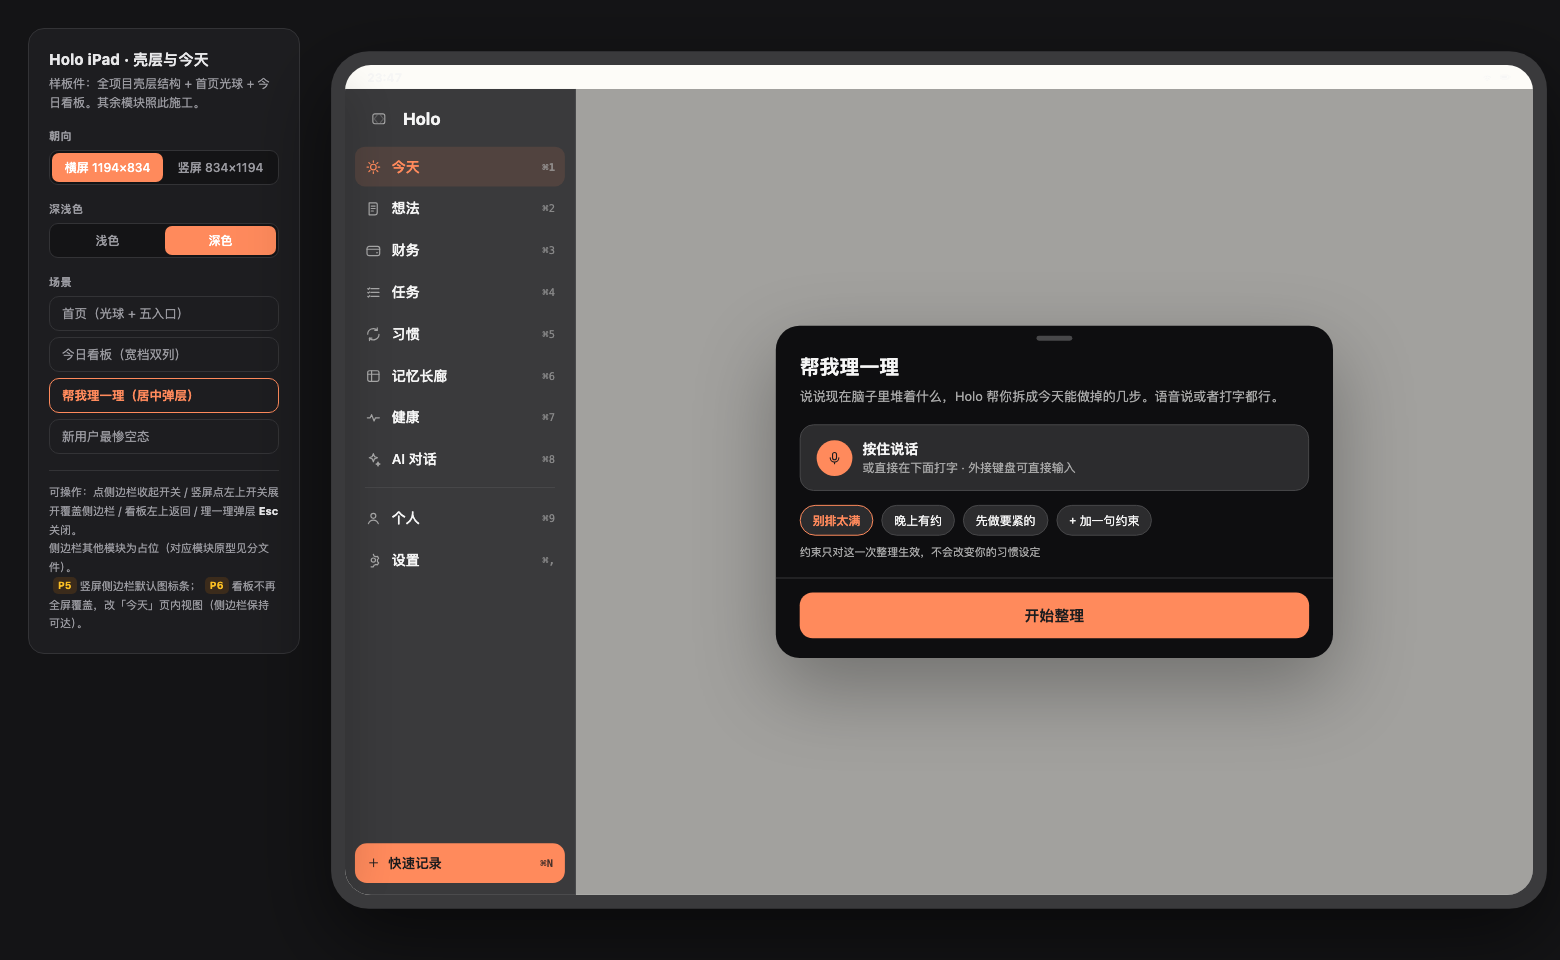 Holo iPad · 壳层与今天
样板件：全项目壳层结构 + 首页光球 + 今
日看板。其余模块照此施工。
朝向
横屏 1194×834
竖屏 834×1194
深浅色
浅色
深色
场景
首页（光球 + 五入口）
今日看板（宽档双列）
帮我理一理（居中弹层）
新用户最惨空态
可操作：点侧边栏收起开关 / 竖屏点左上开关展
开覆盖侧边栏 / 看板左上返回 / 理一理弹层 Esc
关闭。
侧边栏其他模块为占位（对应模块原型见分文
件）。
P5 竖屏侧边栏默认图标条； P6 看板不再
全屏覆盖，改「今天」页内视图（侧边栏保持
可达）。
Holo
今天 ⌘1
想法 ⌘2
财务 ⌘3
任务 ⌘4
习惯 ⌘5
记忆长廊 ⌘6
健康 ⌘7
AI 对话 ⌘8
个人 ⌘9
设置 ⌘,
+ 快速记录 ⌘N
帮我理一理
说说现在脑子里堆着什么，Holo 帮你拆成今天能做掉的几步。语音说或者打字都行。
按住说话
或直接在下面打字 · 外接键盘可直接输入
别排太满
晚上有约
先做要紧的
+ 加一句约束
约束只对这一次整理生效，不会改变你的习惯设定
开始整理